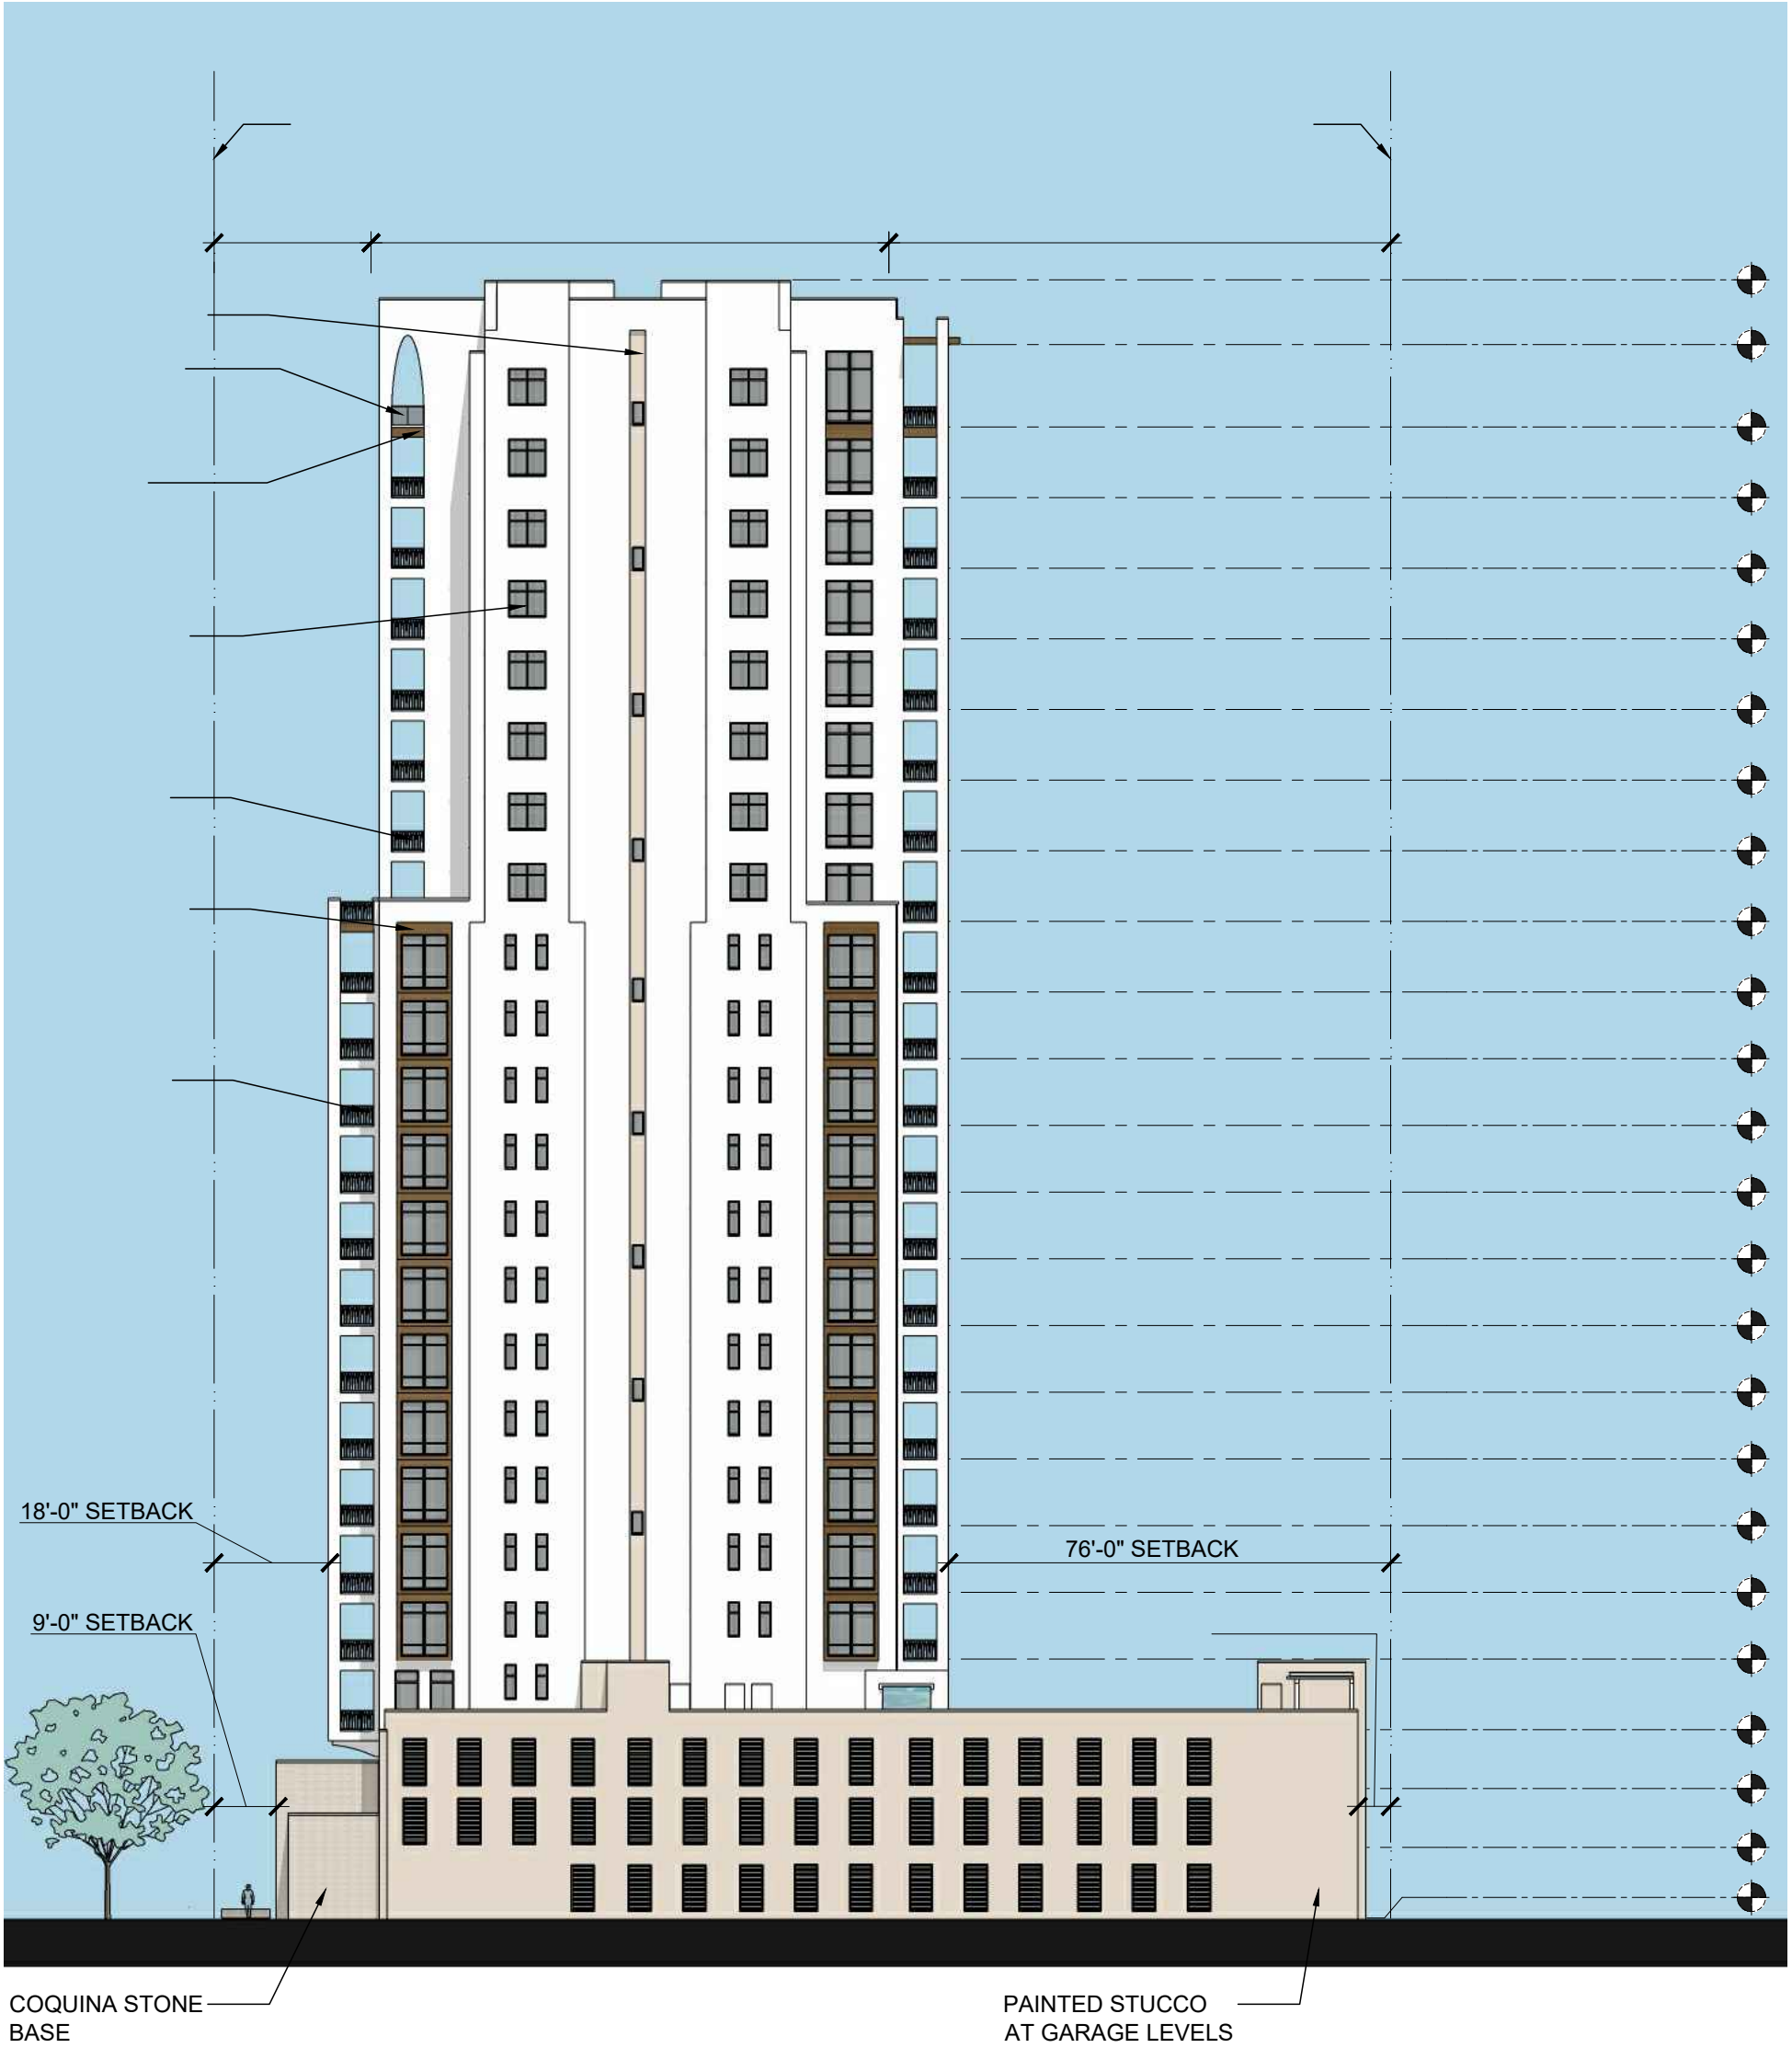 18'-0" SETBACK
76'-0" SETBACK
9'-0" SETBACK
COQUINA STONE
BASE
PAINTED STUCCO
AT GARAGE LEVELS